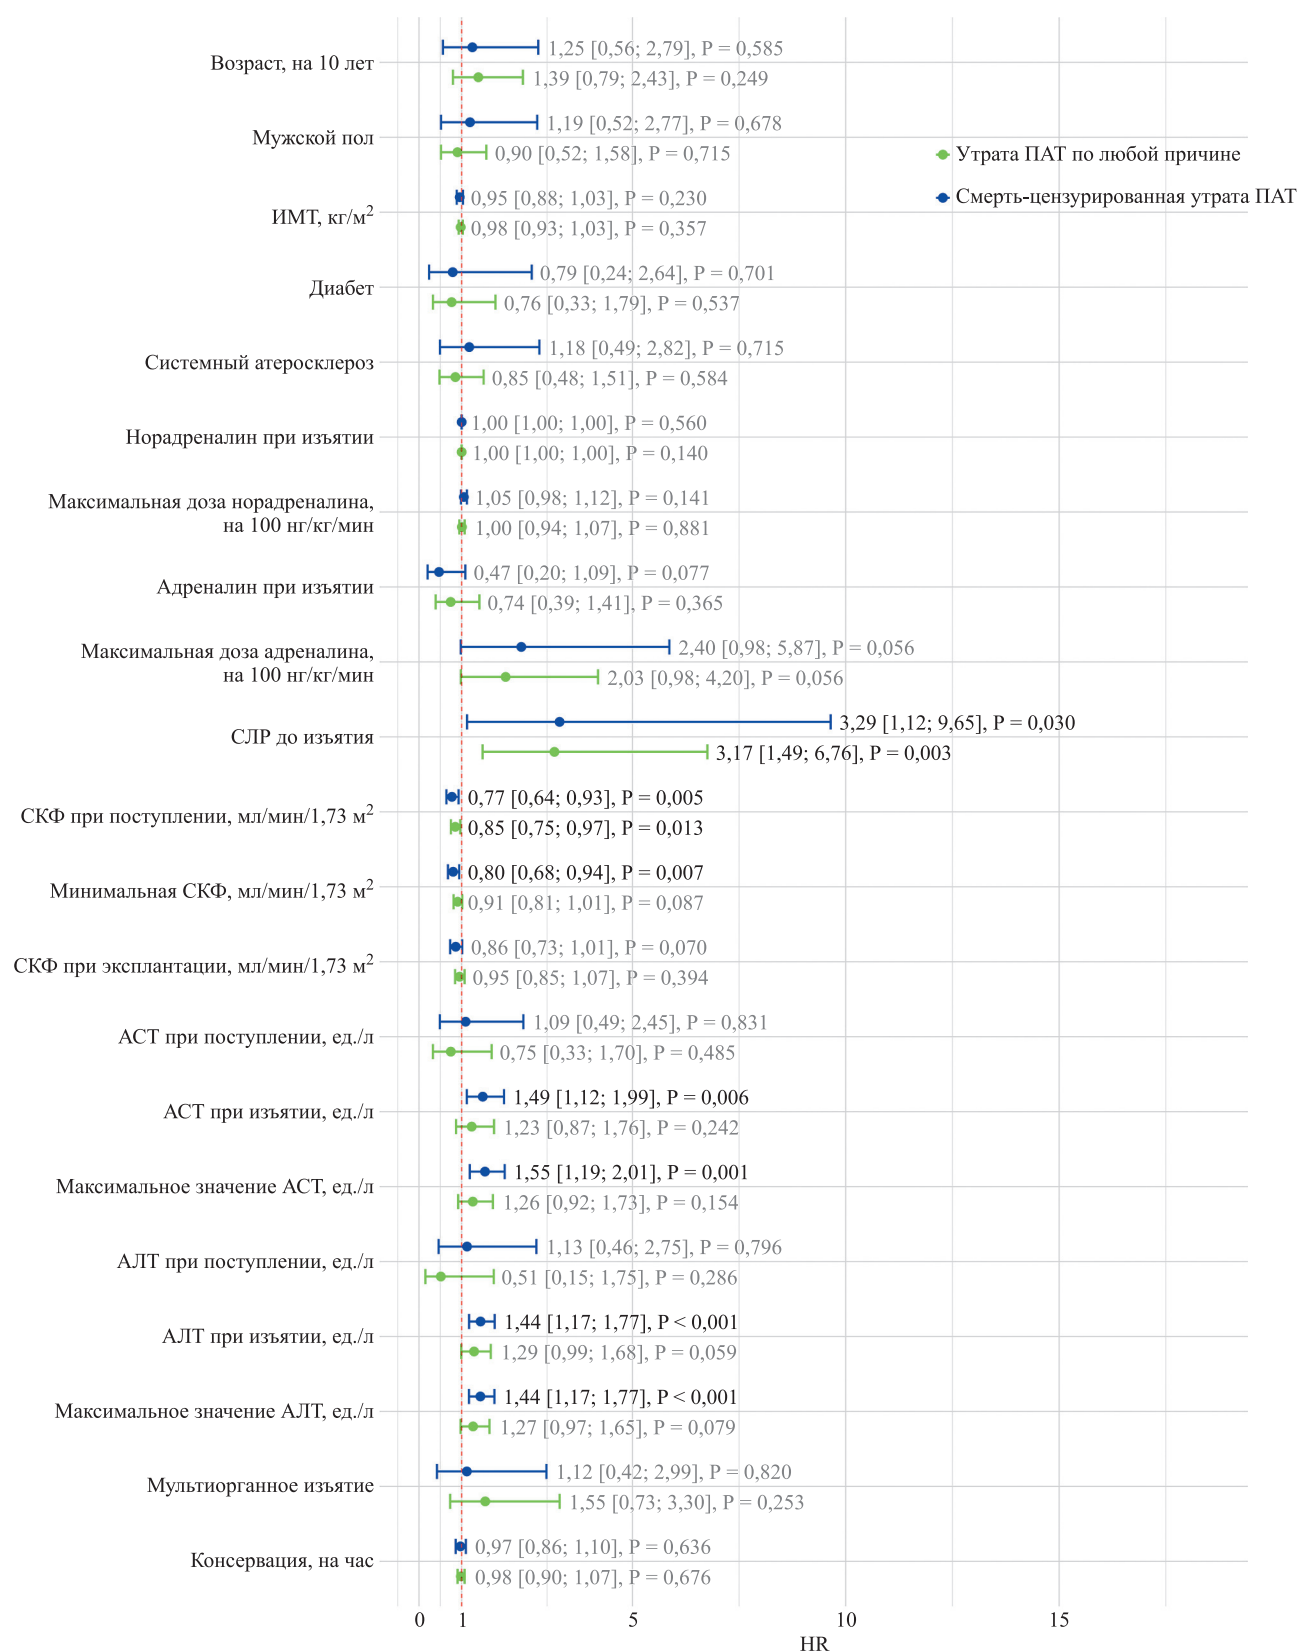 1,25 [0,56; 2,79], P = 0,585
Возраст, на 10 лет
1,39 [0,79; 2,43], P = 0,249
1,19 [0,52; 2,77], P = 0,678
Мужской пол
0,90 [0,52; 1,58], P = 0,715
Утрата ПАТ по любой причине
Смерть-цензурированная утрата ПАТ
0,95 [0,88; 1,03], P = 0,230
ИМТ, кг/м²
0,98 [0,93; 1,03], P = 0,357
0,79 [0,24; 2,64], P = 0,701
Диабет
0,76 [0,33; 1,79], P = 0,537
1,18 [0,49; 2,82], P = 0,715
Системный атеросклероз
0,85 [0,48; 1,51], P = 0,584
1,00 [1,00; 1,00], P = 0,560
Норадреналин при изъятии
1,00 [1,00; 1,00], P = 0,140
1,05 [0,98; 1,12], P = 0,141
Максимальная доза норадреналина,
на 100 нг/кг/мин
1,00 [0,94; 1,07], P = 0,881
0,47 [0,20; 1,09], P = 0,077
Адреналин при изъятии
0,74 [0,39; 1,41], P = 0,365
2,40 [0,98; 5,87], P = 0,056
Максимальная доза адреналина,
на 100 нг/кг/мин
2,03 [0,98; 4,20], P = 0,056
3,29 [1,12; 9,65], P = 0,030
СЛР до изъятия
3,17 [1,49; 6,76], P = 0,003
0,77 [0,64; 0,93], P = 0,005
СКФ при поступлении, мл/мин/1,73 м²
0,85 [0,75; 0,97], P = 0,013
0,80 [0,68; 0,94], P = 0,007
Минимальная СКФ, мл/мин/1,73 м²
0,91 [0,81; 1,01], P = 0,087
0,86 [0,73; 1,01], P = 0,070
СКФ при эксплантации, мл/мин/1,73 м²
0,95 [0,85; 1,07], P = 0,394
1,09 [0,49; 2,45], P = 0,831
АСТ при поступлении, ед./л
0,75 [0,33; 1,70], P = 0,485
1,49 [1,12; 1,99], P = 0,006
АСТ при изъятии, ед./л
1,23 [0,87; 1,76], P = 0,242
1,55 [1,19; 2,01], P = 0,001
Максимальное значение АСТ, ед./л
1,26 [0,92; 1,73], P = 0,154
1,13 [0,46; 2,75], P = 0,796
АЛТ при поступлении, ед./л
0,51 [0,15; 1,75], P = 0,286
1,44 [1,17; 1,77], P < 0,001
АЛТ при изъятии, ед./л
1,29 [0,99; 1,68], P = 0,059
1,44 [1,17; 1,77], P < 0,001
Максимальное значение АЛТ, ед./л
1,27 [0,97; 1,65], P = 0,079
1,12 [0,42; 2,99], P = 0,820
Мультиорганное изъятие
1,55 [0,73; 3,30], P = 0,253
0,97 [0,86; 1,10], P = 0,636
Консервация, на час
0,98 [0,90; 1,07], P = 0,676
0 1 5 10 15
HR